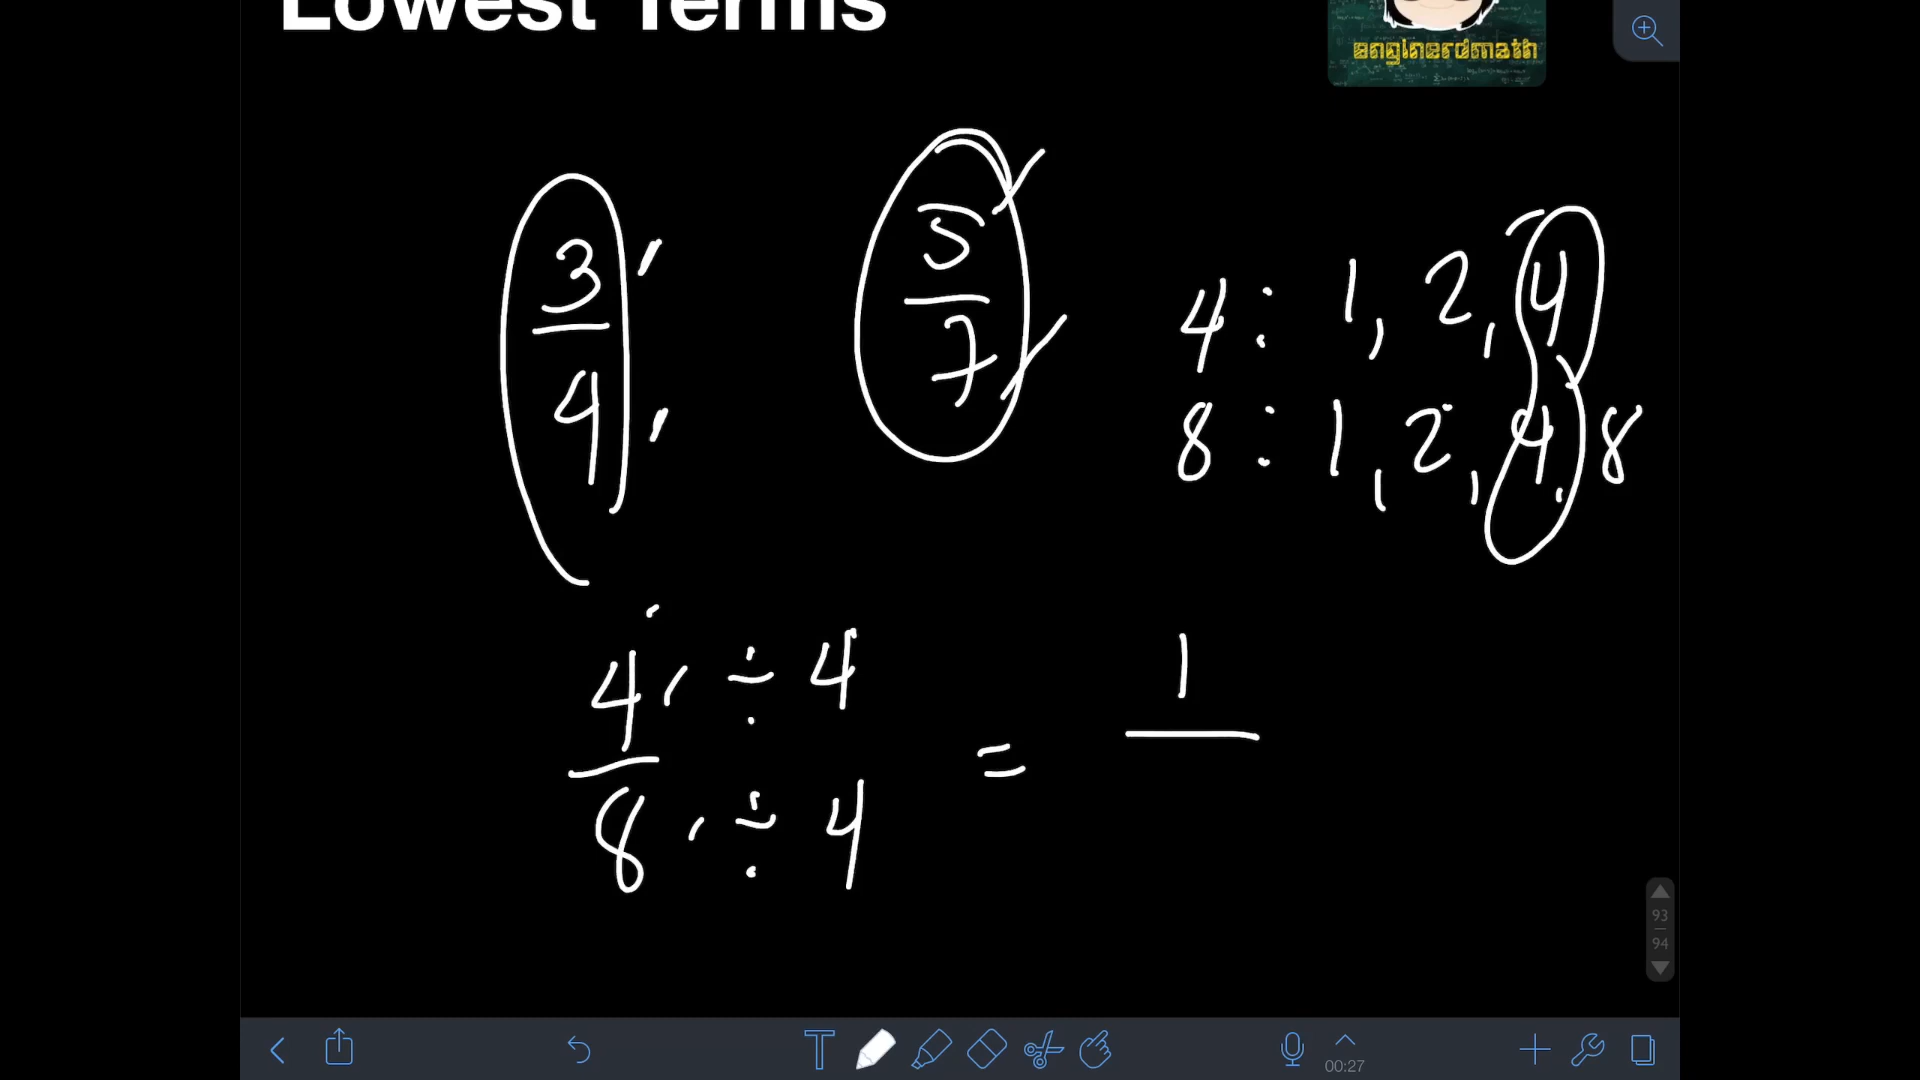 Lowest Terms
enginerdmath
3/4
5/7
4 : 1, 2, 4
8 : 1, 2, 4, 8
4 ÷ 4
8 ÷ 4
=
1
93
94
T
00:27